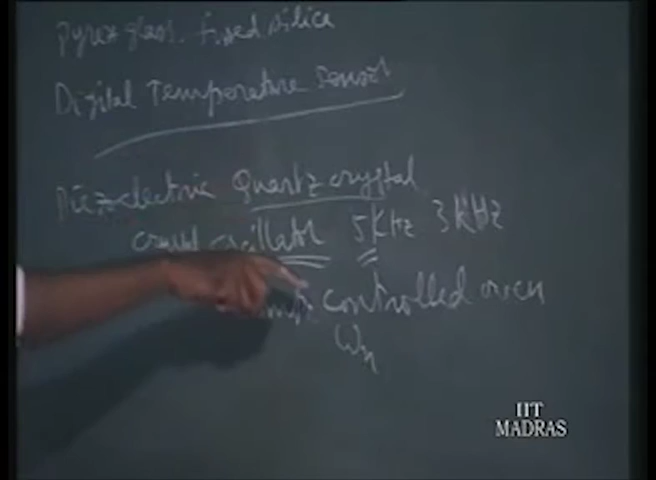 Pyrex glass. fused silica
Digital Temperature Sensor
Piezoelectric Quartz crystal
crystal oscillator 5KHz 3KHz
controlled oven
ωn
IIT
MADRAS